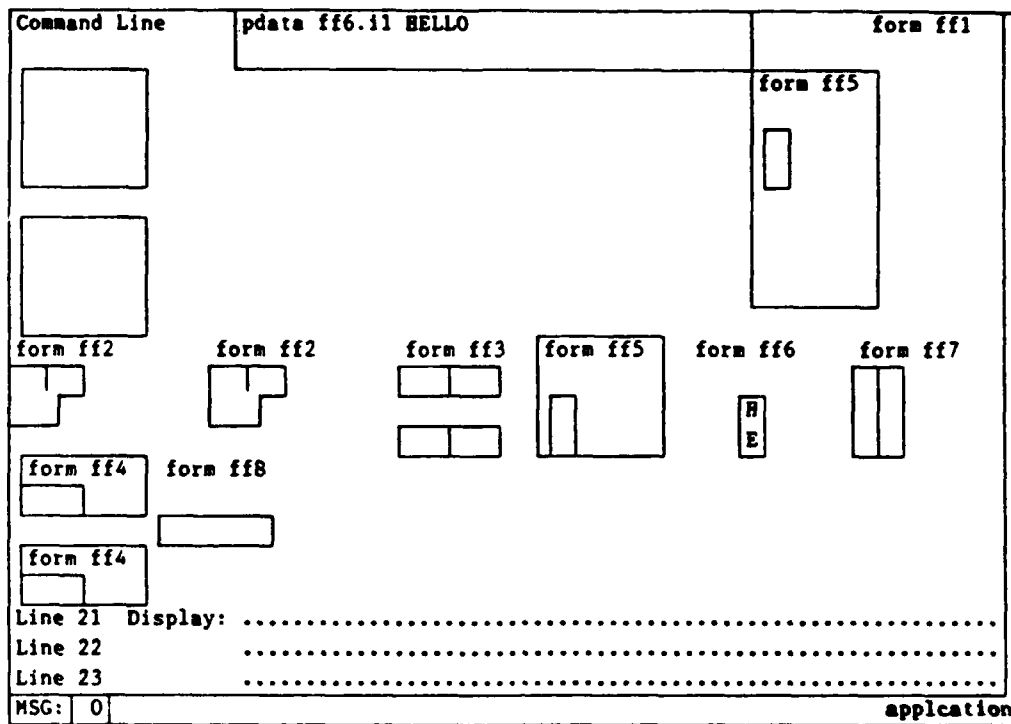 Command Line pdata ff6.i1 HELLO form ff1
form ff5
form ff2 form ff2 form ff3 form ff5 form ff6 form ff7
H
E
form ff4 form ff8
form ff4
Line 21 Display: ............................................................
Line 22 ............................................................
Line 23 ............................................................
MSG: 0 applcation